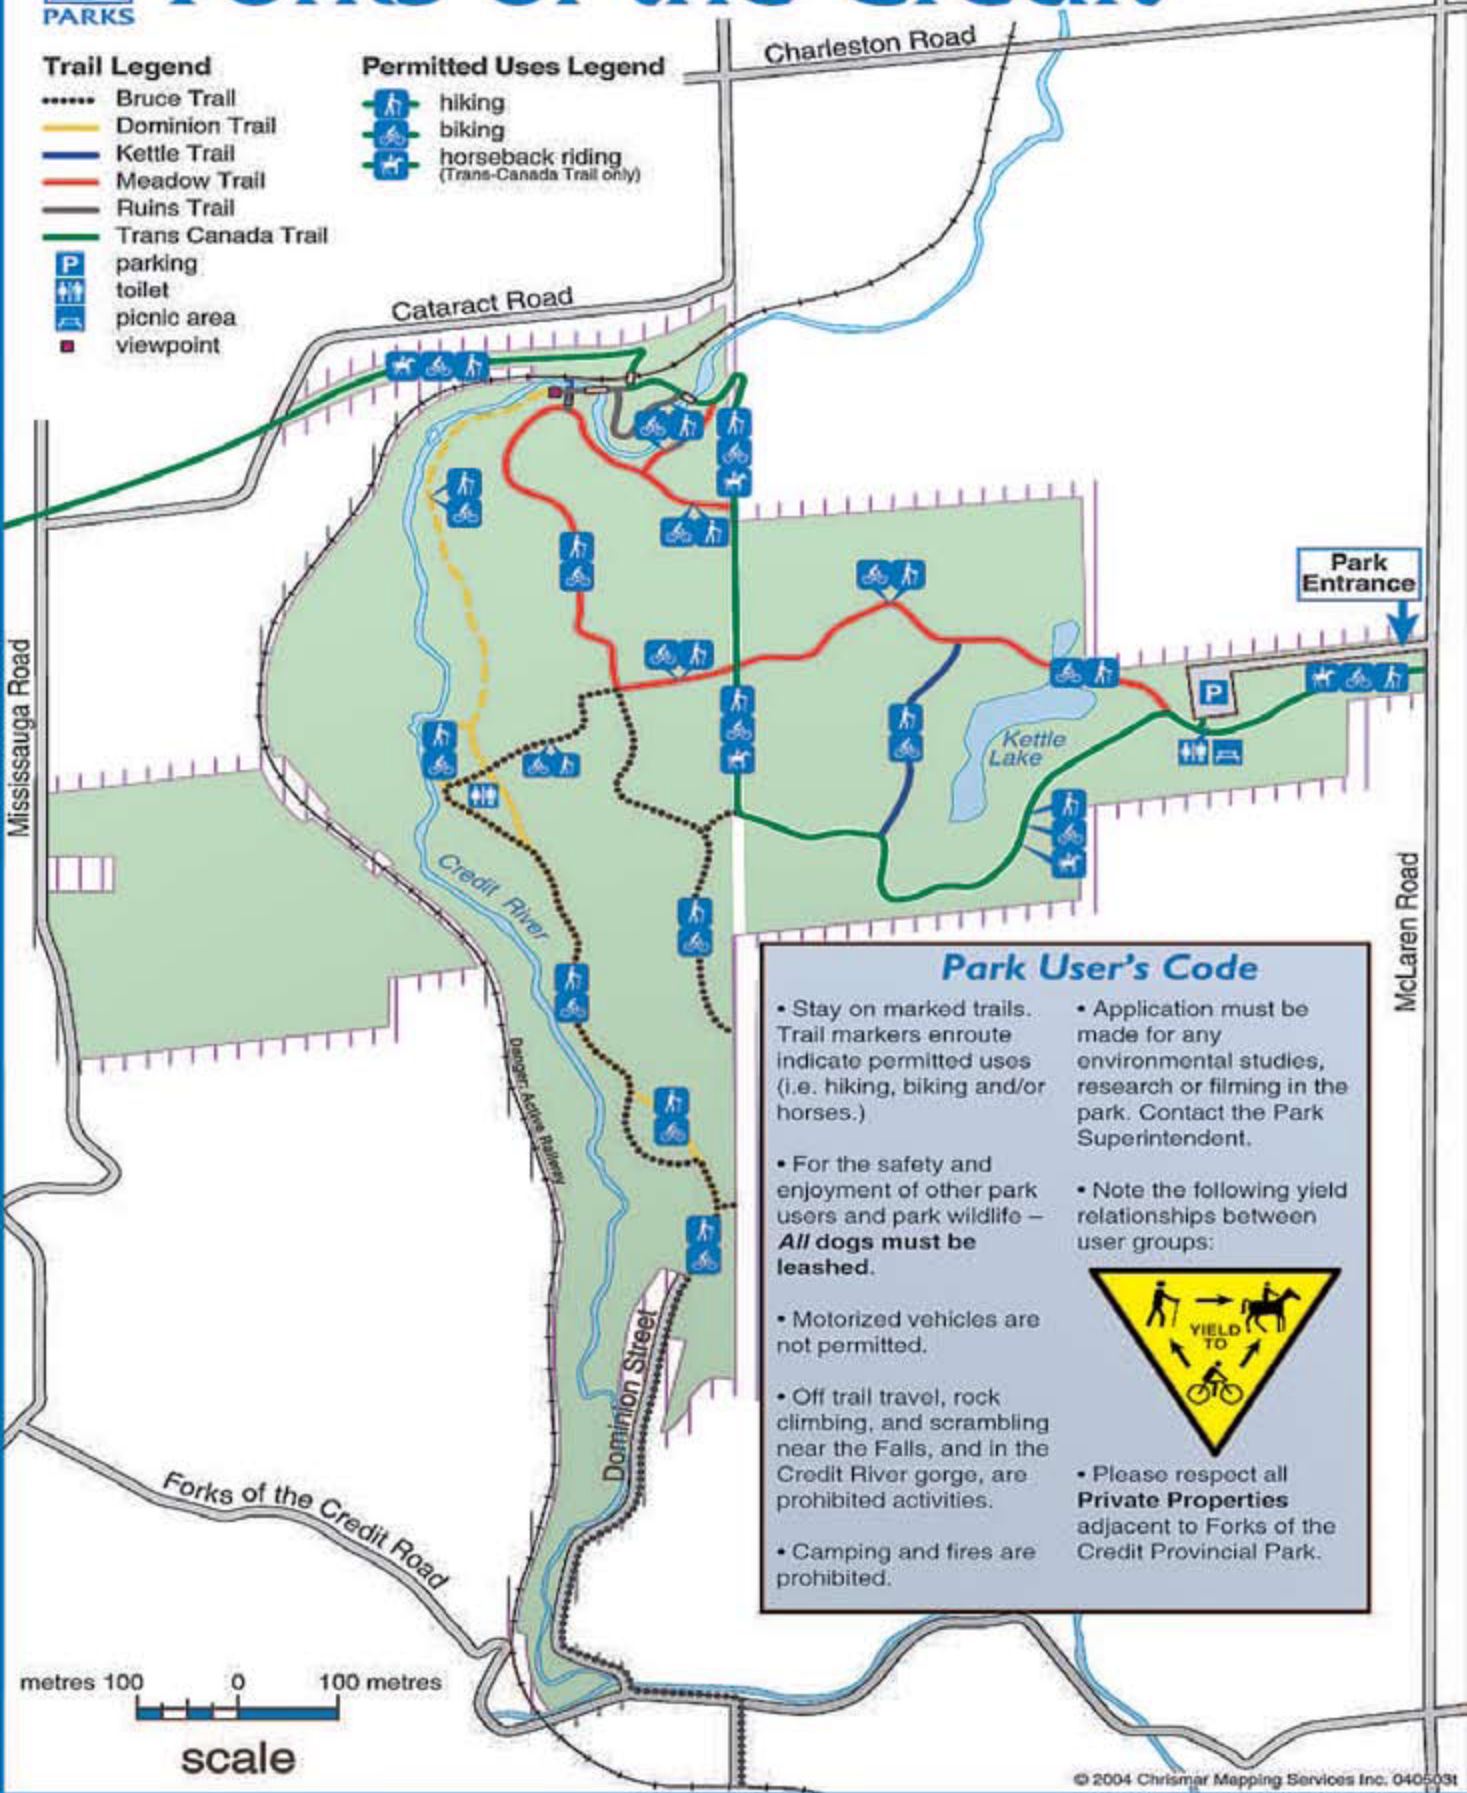 PARKS
Forks of the Credit
Trail Legend
Bruce Trail
Dominion Trail
Kettle Trail
Meadow Trail
Ruins Trail
Trans Canada Trail
P parking
toilet
picnic area
viewpoint
Permitted Uses Legend
hiking
biking
horseback riding
(Trans-Canada Trail only)
Charleston Road
Cataract Road
Mississauga Road
Park
Entrance
P
Kettle
Lake
Credit River
McLaren Road
Danger: Active Railway
Dominion Street
Forks of the Credit Road
Park User's Code
• Stay on marked trails.
Trail markers enroute
indicate permitted uses
(i.e. hiking, biking and/or
horses.)
• For the safety and
enjoyment of other park
users and park wildlife –
All dogs must be
leashed.
• Motorized vehicles are
not permitted.
• Off trail travel, rock
climbing, and scrambling
near the Falls, and in the
Credit River gorge, are
prohibited activities.
• Camping and fires are
prohibited.
• Application must be
made for any
environmental studies,
research or filming in the
park. Contact the Park
Superintendent.
• Note the following yield
relationships between
user groups:
YIELD
TO
• Please respect all
Private Properties
adjacent to Forks of the
Credit Provincial Park.
metres 100 0 100 metres
scale
© 2004 Chrismar Mapping Services Inc. 040503t